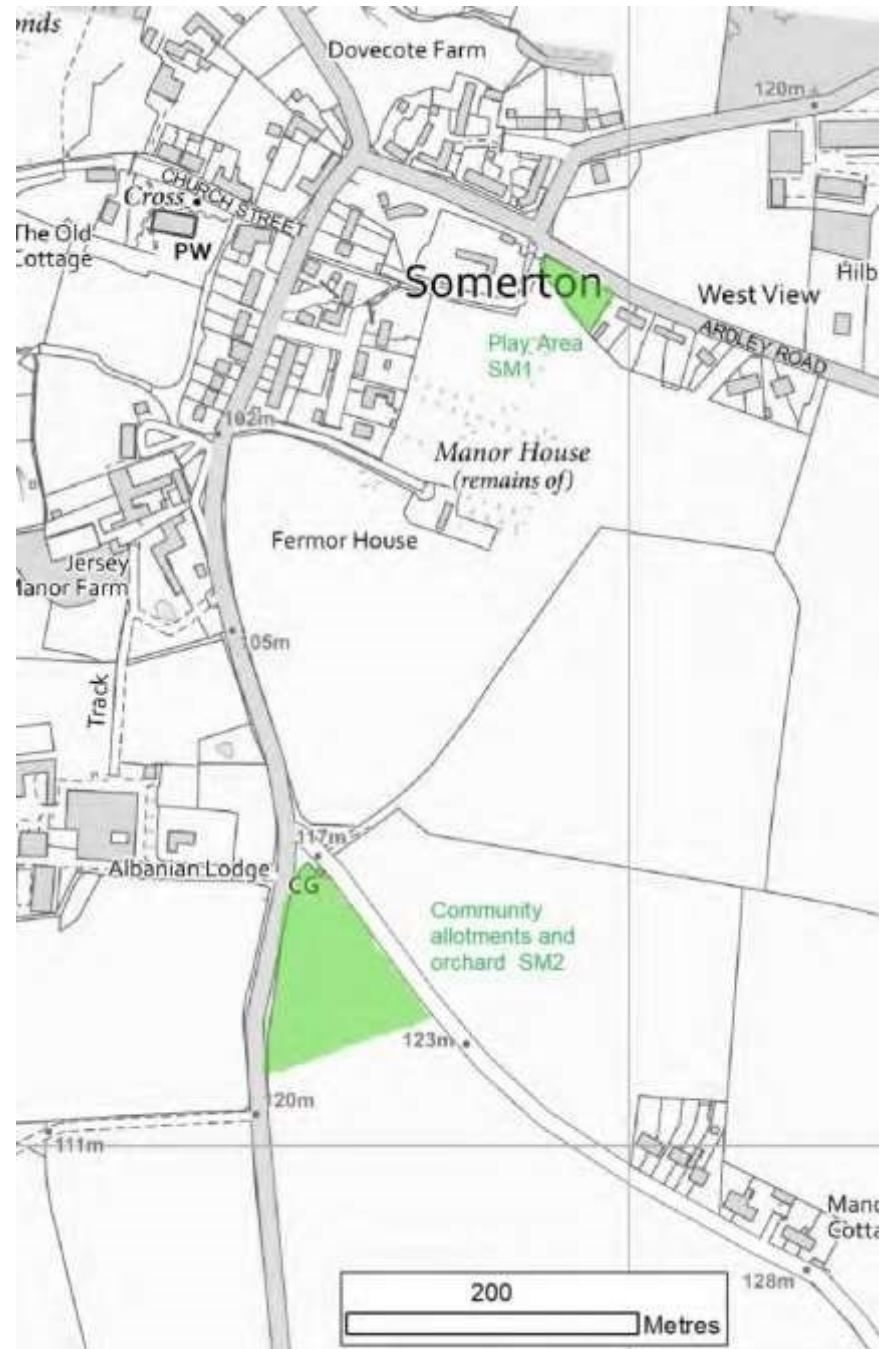 onds
Dovecote Farm
120m
CHURCH STREET
Cross
The Old
Cottage
PW
Somerton
West View
Hilb
ARDLEY ROAD
Play Area
SM1
102m
Manor House
(remains of)
Fermor House
Jersey
Manor Farm
105m
Track
117m
Albanian Lodge
CG
Community
allotments and
orchard SM2
123m
120m
111m
Mano
Cotta
128m
200
Metres